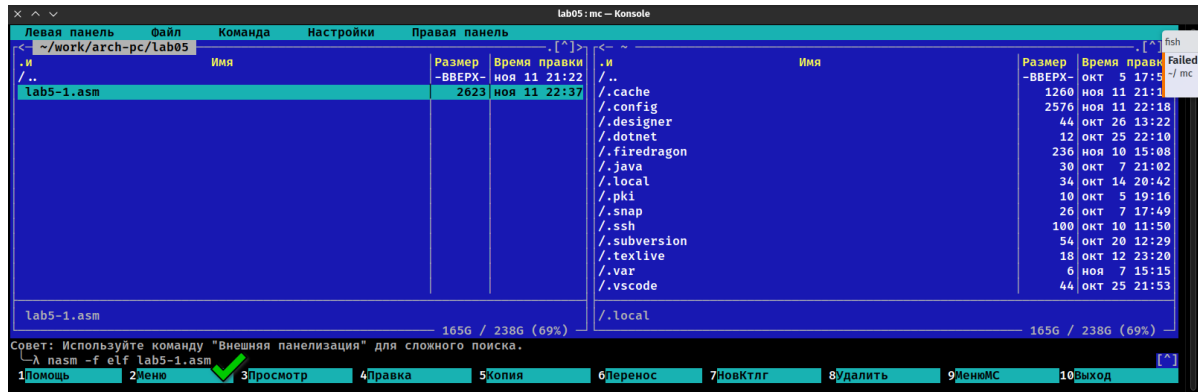 lab05 : mc — Konsole
Левая панель Файл Команда Настройки Правая панель
<— ~/work/arch-pc/lab05 .[^]>
.и Имя Размер Время правки
/.. -ВВЕРХ- ноя 11 21:22
lab5-1.asm 2623 ноя 11 22:37
lab5-1.asm
165G / 238G (69%)
<— ~ .[^]
.и Имя Размер Время правк
/.. -ВВЕРХ- окт 5 17:5
/.cache 1260 ноя 11 21:1
/.config 2576 ноя 11 22:18
/.designer 44 окт 26 13:22
/.dotnet 12 окт 25 22:10
/.firedragon 236 ноя 10 15:08
/.java 30 окт 7 21:02
/.local 34 окт 14 20:42
/.pki 10 окт 5 19:16
/.snap 26 окт 7 17:49
/.ssh 100 окт 10 11:50
/.subversion 54 окт 20 12:29
/.texlive 18 окт 12 23:20
/.var 6 ноя 7 15:15
/.vscode 44 окт 25 21:53
/.local
165G / 238G (69%)
fish
Failed
~/ mc
Совет: Используйте команду "Внешняя панелизация" для сложного поиска.
λ nasm -f elf lab5-1.asm [^]
1Помощь 2Меню 3Просмотр 4Правка 5Копия 6Перенос 7НовКтлг 8Удалить 9МенюМС 10Выход